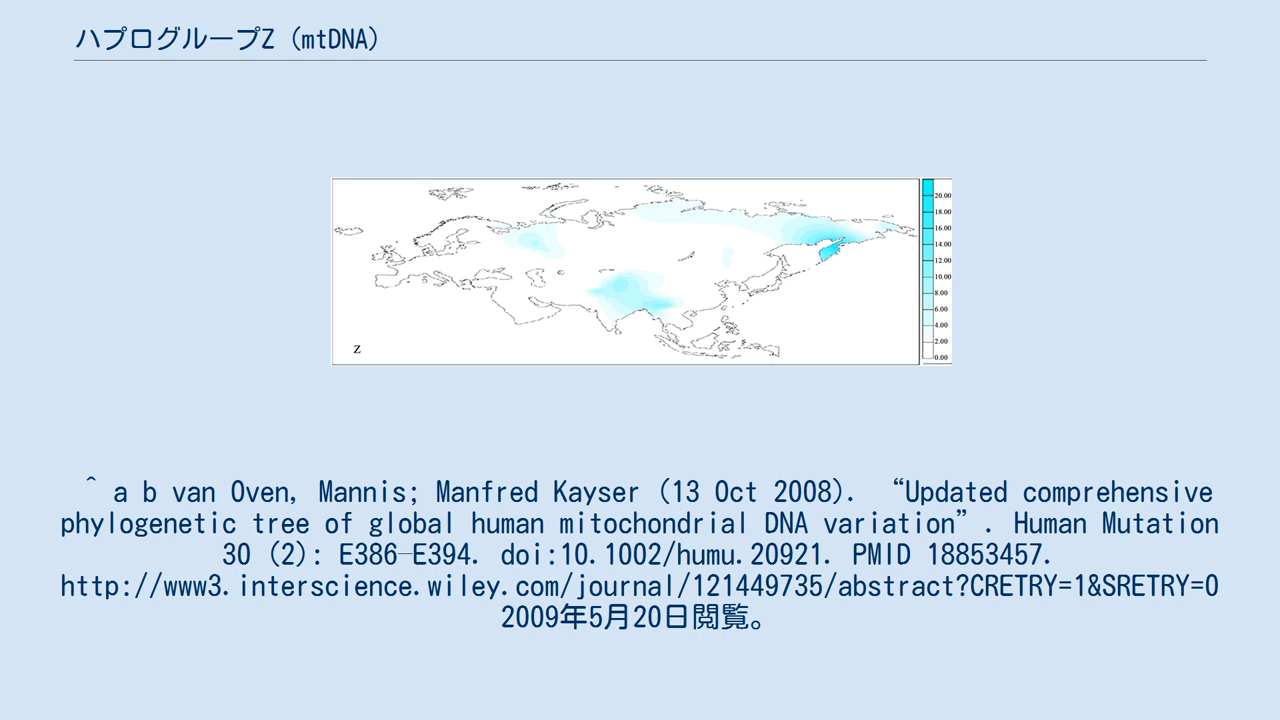 ハプログループZ (mtDNA)
20.00
18.00
16.00
14.00
12.00
10.00
8.00
6.00
4.00
2.00
0.00
Z
^ a b van Oven, Mannis; Manfred Kayser (13 Oct 2008). “Updated comprehensive
phylogenetic tree of global human mitochondrial DNA variation”. Human Mutation
30 (2): E386–E394. doi:10.1002/humu.20921. PMID 18853457.
http://www3.interscience.wiley.com/journal/121449735/abstract?CRETRY=1&SRETRY=0
2009年5月20日閲覧。